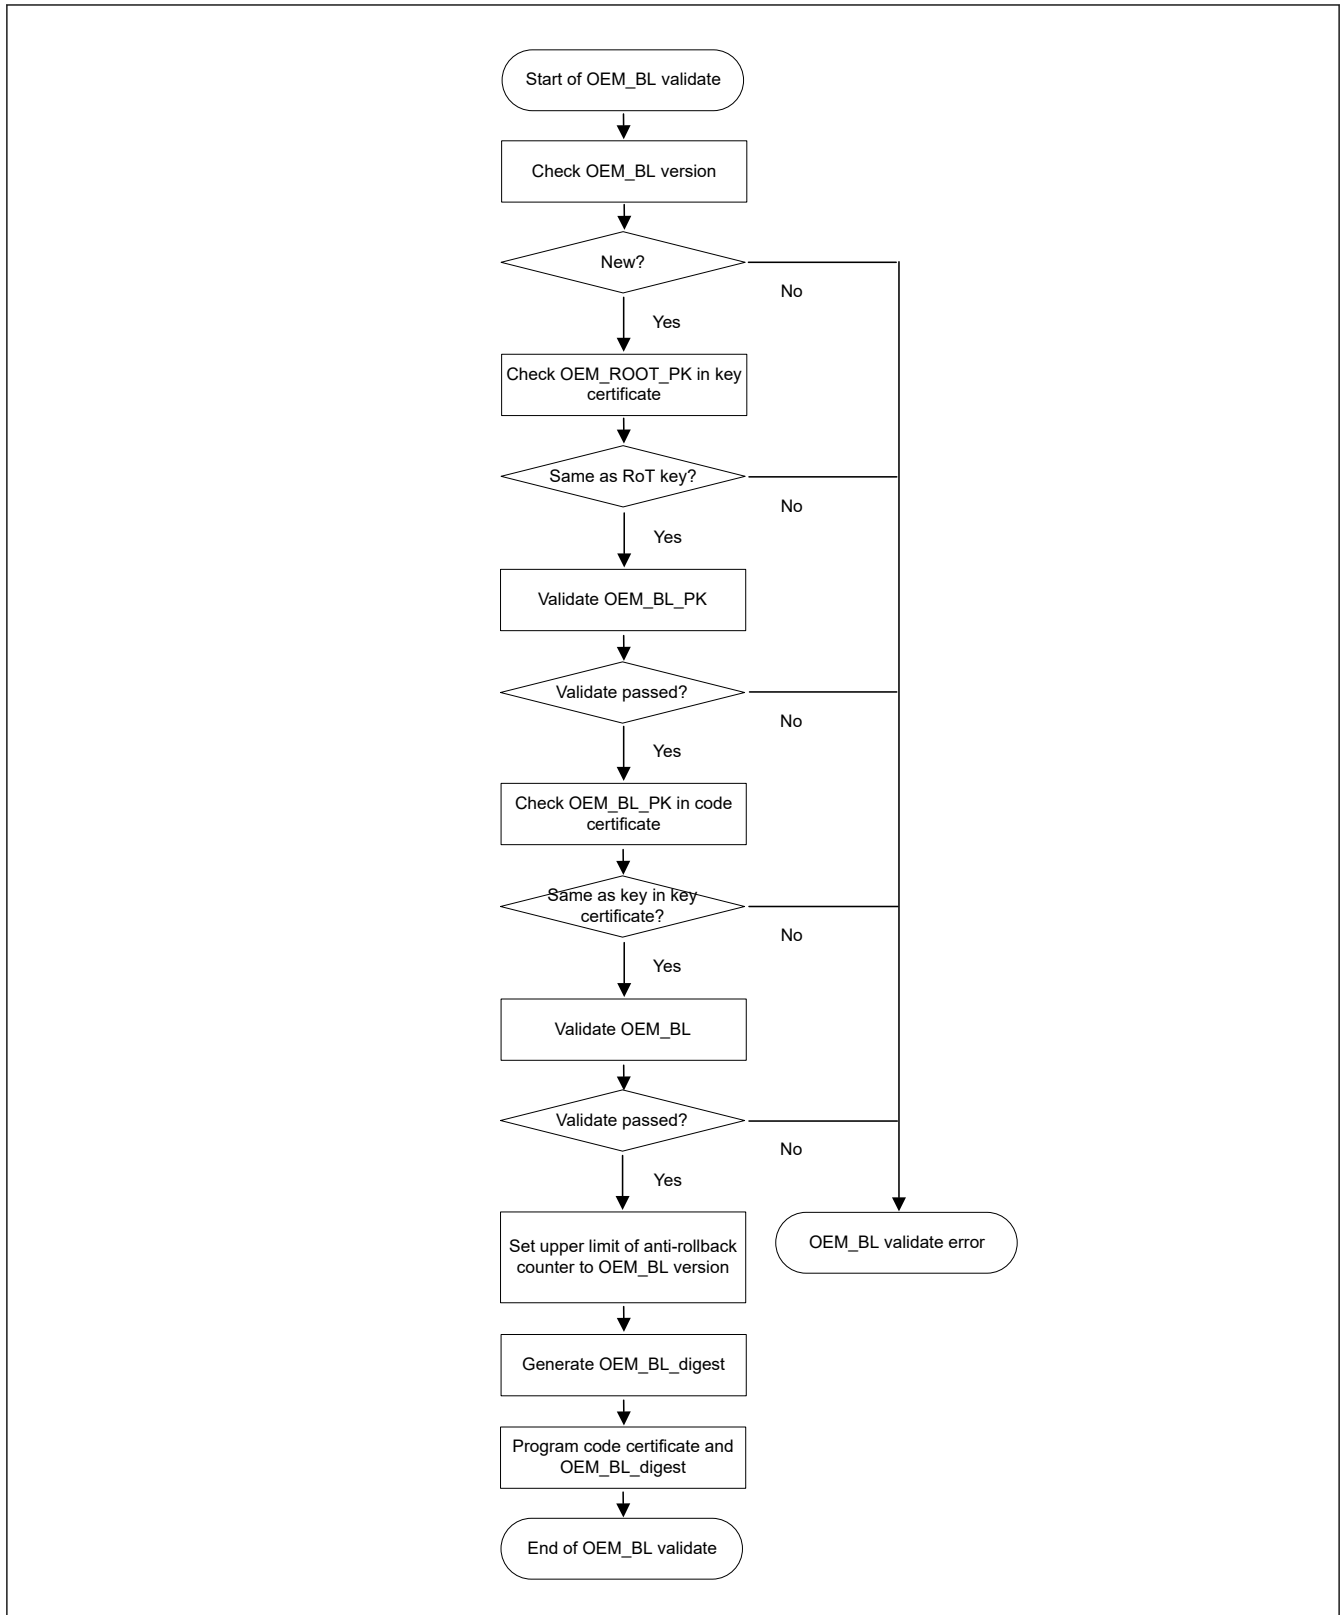 Start of OEM_BL validate
Check OEM_BL version
New?
No
Yes
Check OEM_ROOT_PK in key
certificate
Same as RoT key?
No
Yes
Validate OEM_BL_PK
Validate passed?
No
Yes
Check OEM_BL_PK in code
certificate
Same as key in key
certificate?
No
Yes
Validate OEM_BL
Validate passed?
No
Yes
Set upper limit of anti-rollback
counter to OEM_BL version
OEM_BL validate error
Generate OEM_BL_digest
Program code certificate and
OEM_BL_digest
End of OEM_BL validate